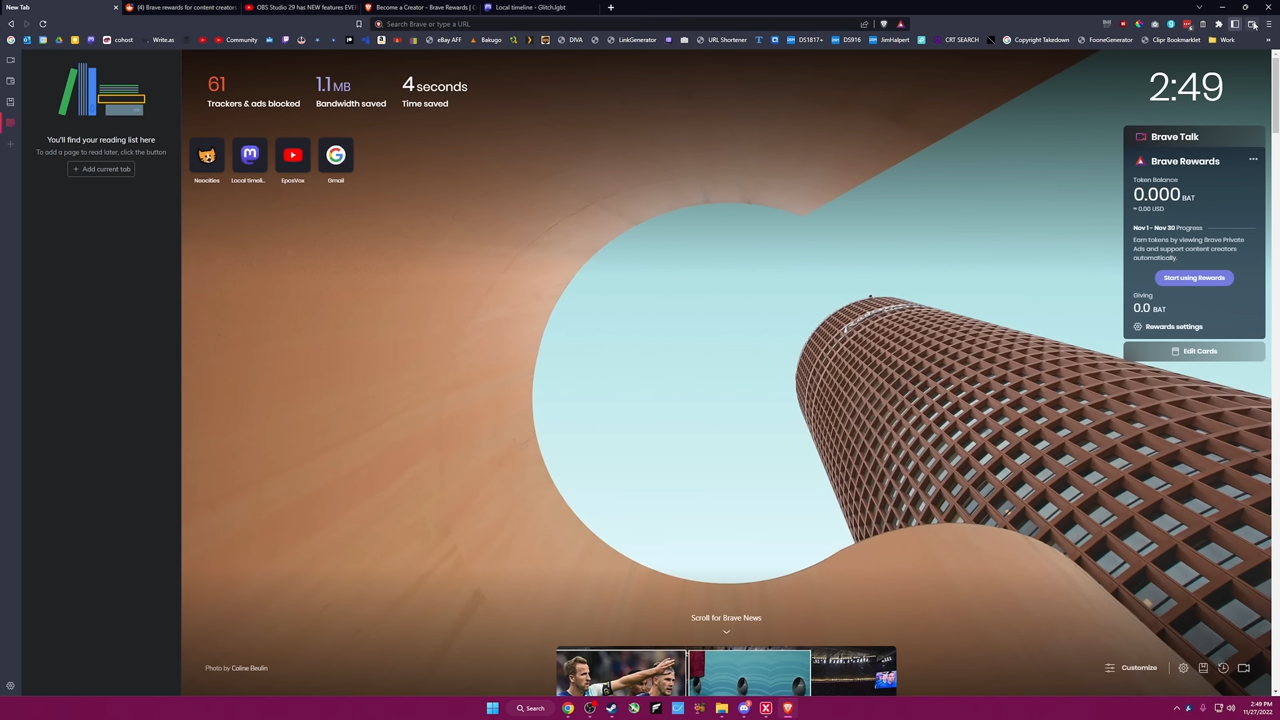 New Tab
(4) Brave rewards for content creators
OBS Studio 29 has NEW features EVE
Become a Creator - Brave Rewards | C
Local timeline - Glitch.lgbt
Search Brave or type a URL
cohost
Write.as
Community
eBay AFF
Bakugo
DIVA
LinkGenerator
URL Shortener
DS1817+
DS916
JimHalpert
CRT SEARCH
Copyright Takedown
FooneGenerator
Clipr Bookmarklet
Work
You'll find your reading list here
To add a page to read later, click the button
+ Add current tab
61
Trackers & ads blocked
1.1 MB
Bandwidth saved
4 seconds
Time saved
2:49
Neocities
Local timeli...
EposVox
Gmail
Brave Talk
Brave Rewards
Token Balance
0.000 BAT
≈ 0.00 USD
Nov 1 - Nov 30 Progress
Earn tokens by viewing Brave Private
Ads and support content creators
automatically.
Start using Rewards
Giving
0.0 BAT
Rewards settings
Edit Cards
Scroll for Brave News
Photo by Coline Beulin
Customize
Search
2:49 PM
11/27/2022